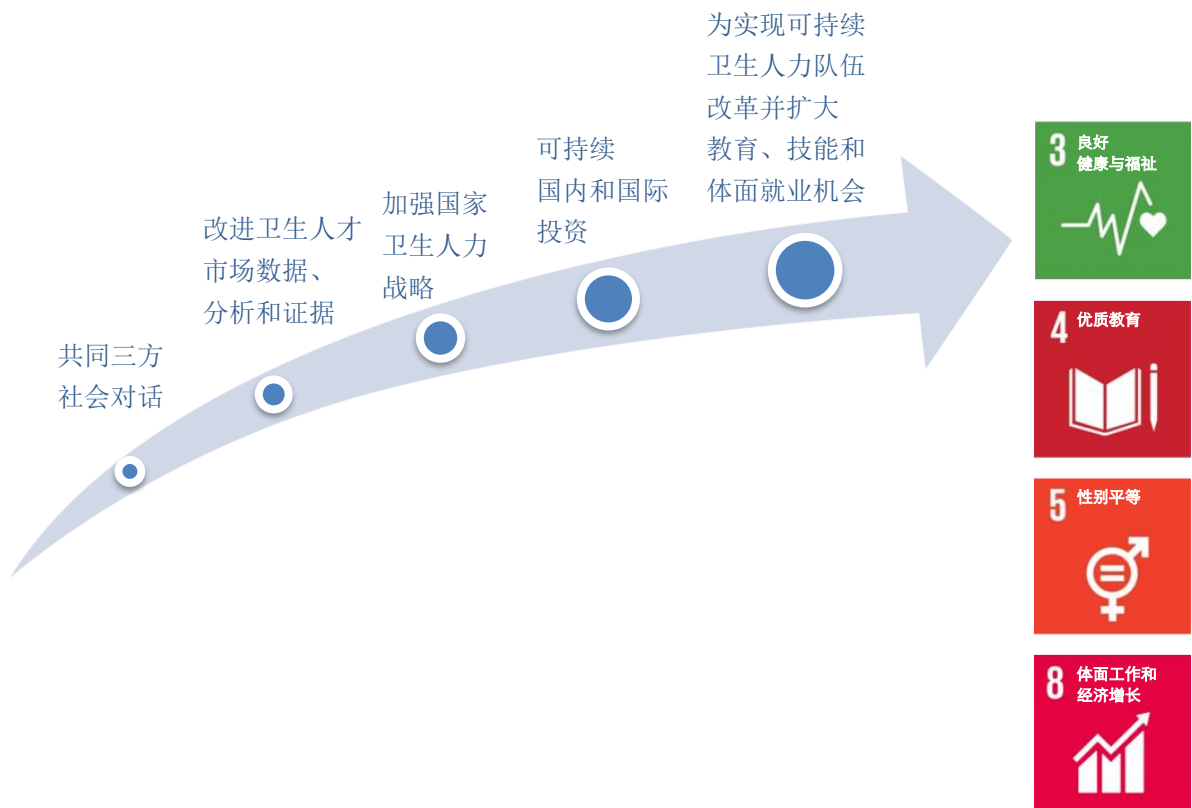 共同三方
社会对话
改进卫生人才
市场数据、
分析和证据
加强国家
卫生人力
战略
可持续
国内和国际
投资
为实现可持续
卫生人力队伍
改革并扩大
教育、技能和
体面就业机会
3 良好
健康与福祉
4 优质教育
5 性别平等
8 体面工作和
经济增长